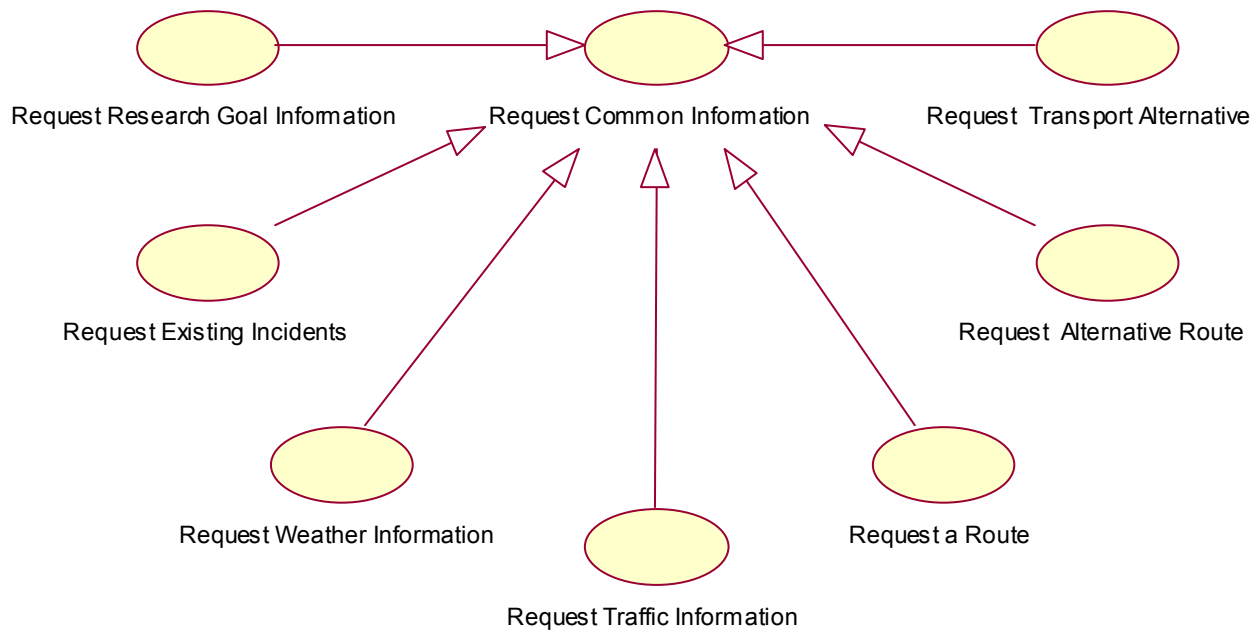 Request Research Goal Information
Request Common Information
Request Transport Alternative
Request Existing Incidents
Request Alternative Route
Request Weather Information
Request a Route
Request Traffic Information